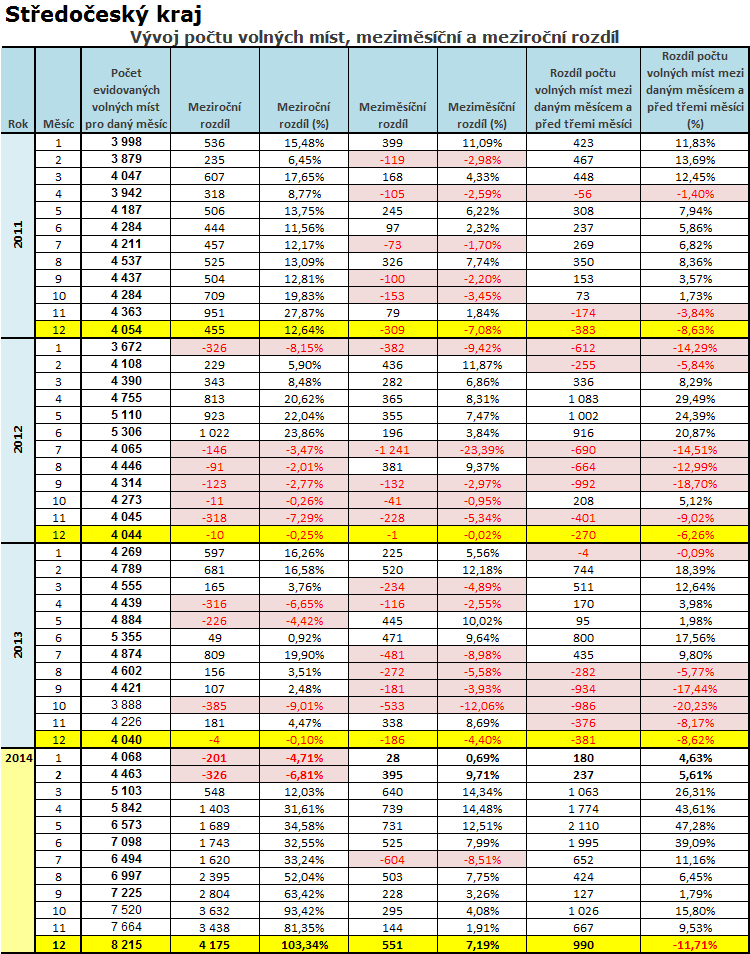 Středočeský kraj
Vývoj počtu volných míst, meziměsíční a meziroční rozdíl
Rok Měsíc Počet evidovaných volných míst pro daný měsíc Meziroční rozdíl Meziroční rozdíl (%) Meziměsíční rozdíl Meziměsíční rozdíl (%) Rozdíl počtu volných míst mezi daným měsícem a před třemi měsíci Rozdíl počtu volných míst mezi daným měsícem a před třemi měsíci (%)
2011
1 3 998 536 15,48% 399 11,09% 423 11,83%
2 3 879 235 6,45% -119 -2,98% 467 13,69%
3 4 047 607 17,65% 168 4,33% 448 12,45%
4 3 942 318 8,77% -105 -2,59% -56 -1,40%
5 4 187 506 13,75% 245 6,22% 308 7,94%
6 4 284 444 11,56% 97 2,32% 237 5,86%
7 4 211 457 12,17% -73 -1,70% 269 6,82%
8 4 537 525 13,09% 326 7,74% 350 8,36%
9 4 437 504 12,81% -100 -2,20% 153 3,57%
10 4 284 709 19,83% -153 -3,45% 73 1,73%
11 4 363 951 27,87% 79 1,84% -174 -3,84%
12 4 054 455 12,64% -309 -7,08% -383 -8,63%
2012
1 3 672 -326 -8,15% -382 -9,42% -612 -14,29%
2 4 108 229 5,90% 436 11,87% -255 -5,84%
3 4 390 343 8,48% 282 6,86% 336 8,29%
4 4 755 813 20,62% 365 8,31% 1 083 29,49%
5 5 110 923 22,04% 355 7,47% 1 002 24,39%
6 5 306 1 022 23,86% 196 3,84% 916 20,87%
7 4 065 -146 -3,47% -1 241 -23,39% -690 -14,51%
8 4 446 -91 -2,01% 381 9,37% -664 -12,99%
9 4 314 -123 -2,77% -132 -2,97% -992 -18,70%
10 4 273 -11 -0,26% -41 -0,95% 208 5,12%
11 4 045 -318 -7,29% -228 -5,34% -401 -9,02%
12 4 044 -10 -0,25% -1 -0,02% -270 -6,26%
2013
1 4 269 597 16,26% 225 5,56% -4 -0,09%
2 4 789 681 16,58% 520 12,18% 744 18,39%
3 4 555 165 3,76% -234 -4,89% 511 12,64%
4 4 439 -316 -6,65% -116 -2,55% 170 3,98%
5 4 884 -226 -4,42% 445 10,02% 95 1,98%
6 5 355 49 0,92% 471 9,64% 800 17,56%
7 4 874 809 19,90% -481 -8,98% 435 9,80%
8 4 602 156 3,51% -272 -5,58% -282 -5,77%
9 4 421 107 2,48% -181 -3,93% -934 -17,44%
10 3 888 -385 -9,01% -533 -12,06% -986 -20,23%
11 4 226 181 4,47% 338 8,69% -376 -8,17%
12 4 040 -4 -0,10% -186 -4,40% -381 -8,62%
2014
1 4 068 -201 -4,71% 28 0,69% 180 4,63%
2 4 463 -326 -6,81% 395 9,71% 237 5,61%
3 5 103 548 12,03% 640 14,34% 1 063 26,31%
4 5 842 1 403 31,61% 739 14,48% 1 774 43,61%
5 6 573 1 689 34,58% 731 12,51% 2 110 47,28%
6 7 098 1 743 32,55% 525 7,99% 1 995 39,09%
7 6 494 1 620 33,24% -604 -8,51% 652 11,16%
8 6 997 2 395 52,04% 503 7,75% 424 6,45%
9 7 225 2 804 63,42% 228 3,26% 127 1,79%
10 7 520 3 632 93,42% 295 4,08% 1 026 15,80%
11 7 664 3 438 81,35% 144 1,91% 667 9,53%
12 8 215 4 175 103,34% 551 7,19% 990 -11,71%